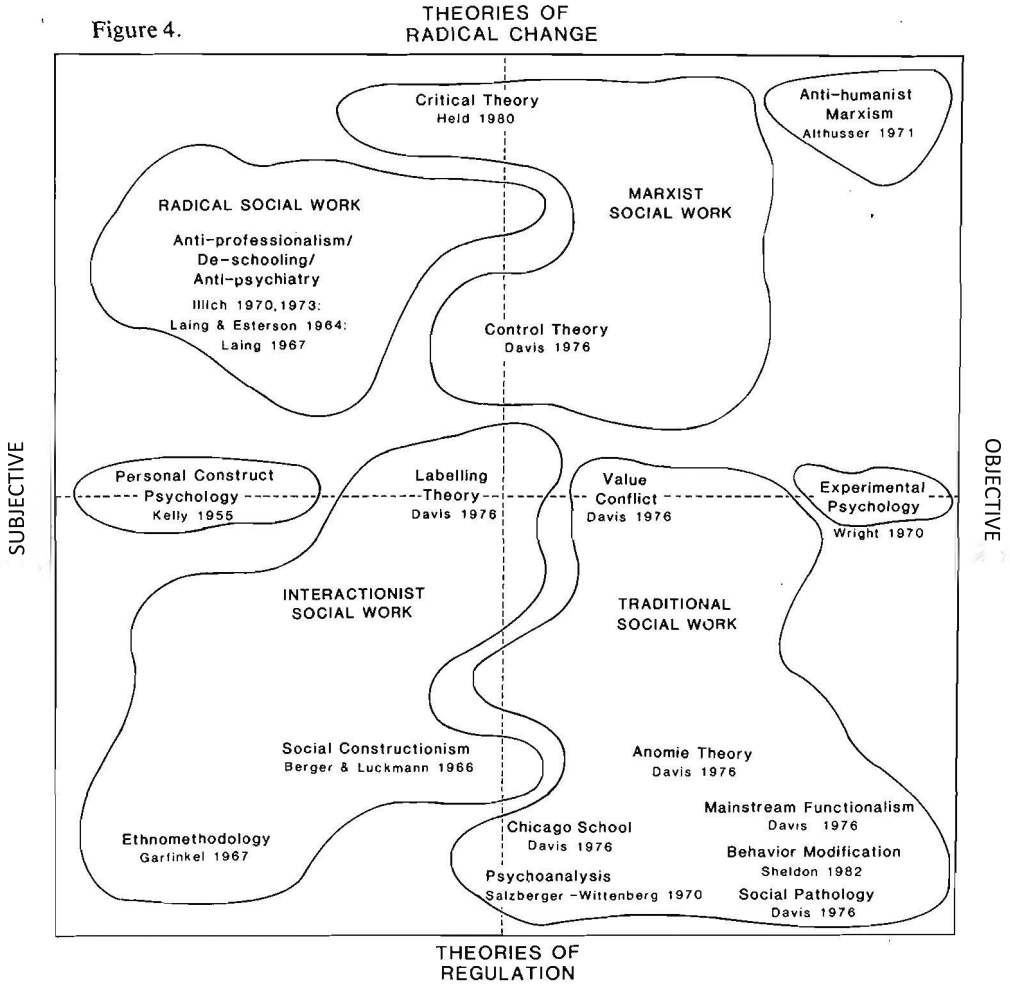 Figure 4.
THEORIES OF
RADICAL CHANGE
Critical Theory
Held 1980
Anti-humanist
Marxism
Althusser 1971
RADICAL SOCIAL WORK
Anti-professionalism/
De-schooling/
Anti-psychiatry
Illich 1970,1973:
Laing & Esterson 1964:
Laing 1967
MARXIST
SOCIAL WORK
Control Theory
Davis 1976
SUBJECTIVE
OBJECTIVE
Personal Construct
Psychology
Kelly 1955
Labelling
Theory
Davis 1976
Value
Conflict
Davis 1976
Experimental
Psychology
Wright 1970
INTERACTIONIST
SOCIAL WORK
TRADITIONAL
SOCIAL WORK
Social Constructionism
Berger & Luckmann 1966
Anomie Theory
Davis 1976
Ethnomethodology
Garfinkel 1967
Chicago School
Davis 1976
Mainstream Functionalism
Davis 1976
Behavior Modification
Sheldon 1982
Psychoanalysis
Salzberger -Wittenberg 1970
Social Pathology
Davis 1976
THEORIES OF
REGULATION